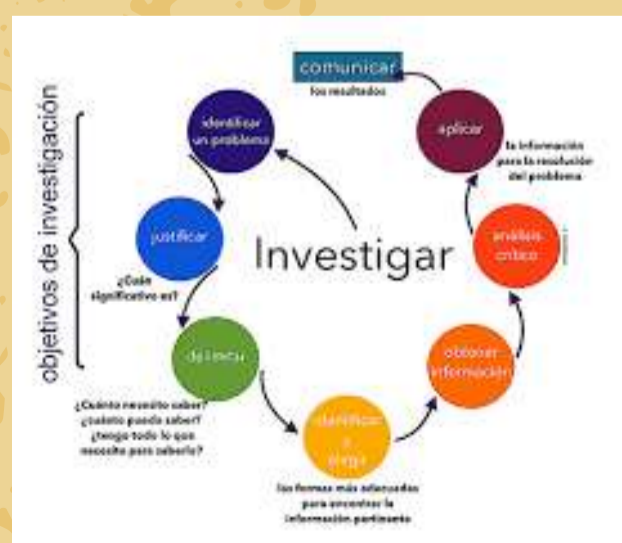 objetivos de investigación
Investigar
identificar
un problema
justificar
¿Cuán
significativo es?
delimitar
¿Cuánto necesito saber?
¿cuánto puedo saber?
¿tengo todo lo que
necesito para saberlo?
identificar
y
elegir
las formas más adecuadas
para encontrar la
información pertinente
obtener
información
análisis
crítico
aplicar
la información
para la resolución
del problema
comunicar
los resultados